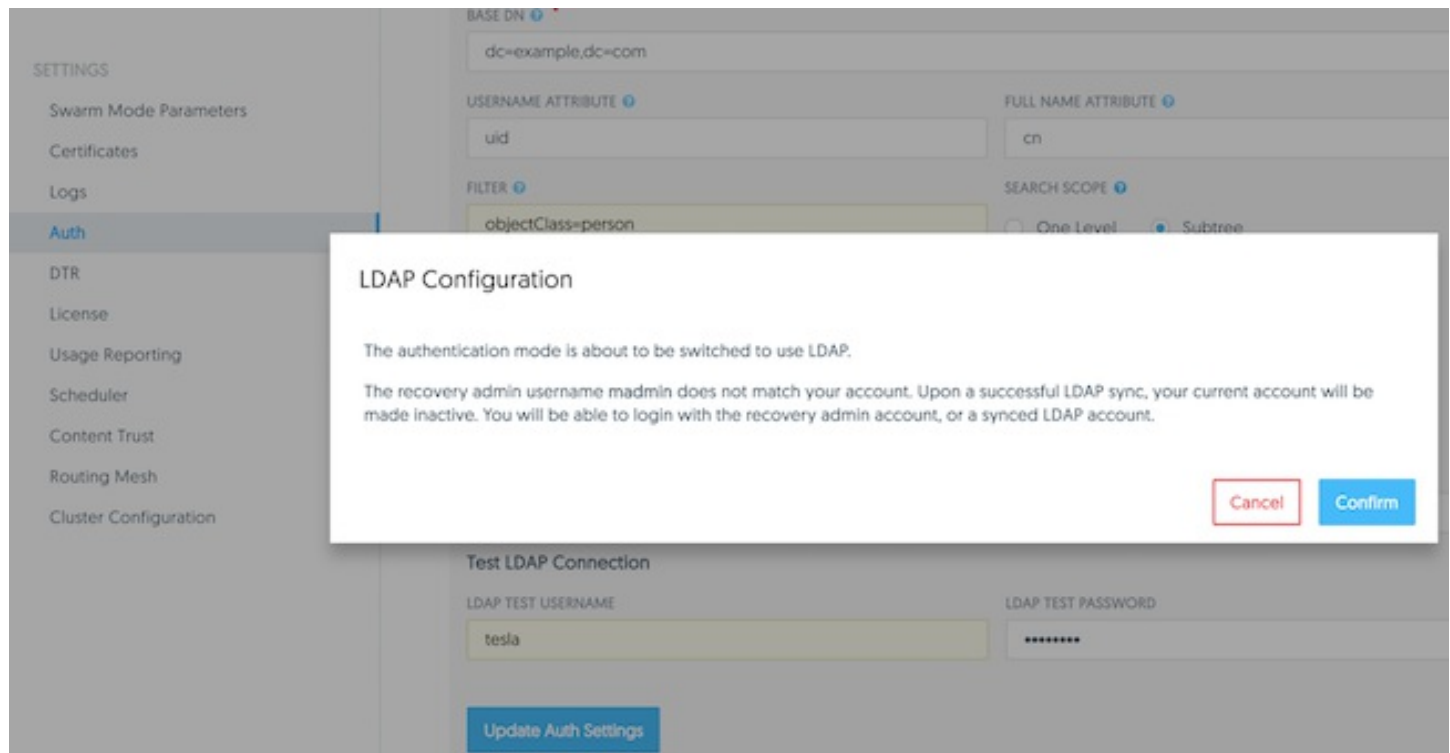 BASE DN
dc=example,dc=com
SETTINGS
Swarm Mode Parameters
Certificates
Logs
Auth
DTR
License
Usage Reporting
Scheduler
Content Trust
Routing Mesh
Cluster Configuration
USERNAME ATTRIBUTE
FULL NAME ATTRIBUTE
uid
cn
FILTER
SEARCH SCOPE
objectClass=person
One Level
Subtree
LDAP Configuration
The authentication mode is about to be switched to use LDAP.
The recovery admin username madmin does not match your account. Upon a successful LDAP sync, your current account will be
made inactive. You will be able to login with the recovery admin account, or a synced LDAP account.
Cancel
Confirm
Test LDAP Connection
LDAP TEST USERNAME
LDAP TEST PASSWORD
tesla
••••••••
Update Auth Settings